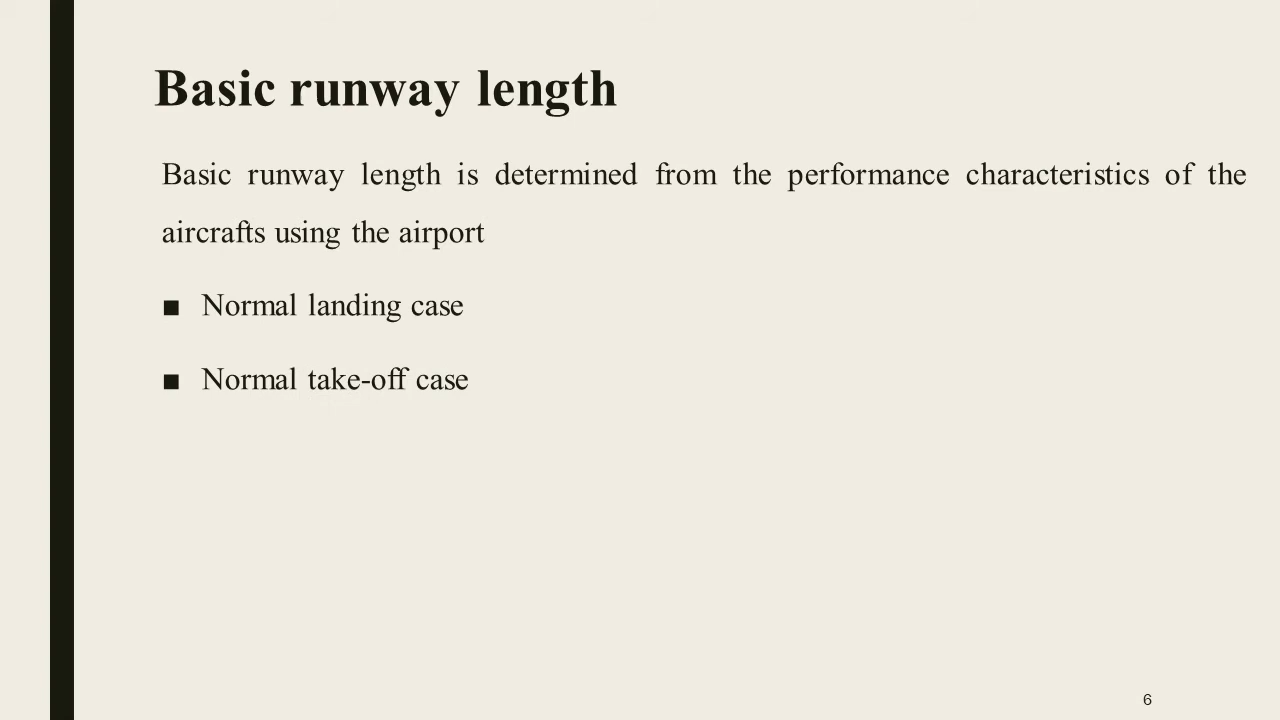 Basic runway length
Basic runway length is determined from the performance characteristics of the
aircrafts using the airport
■ Normal landing case
■ Normal take-off case
6